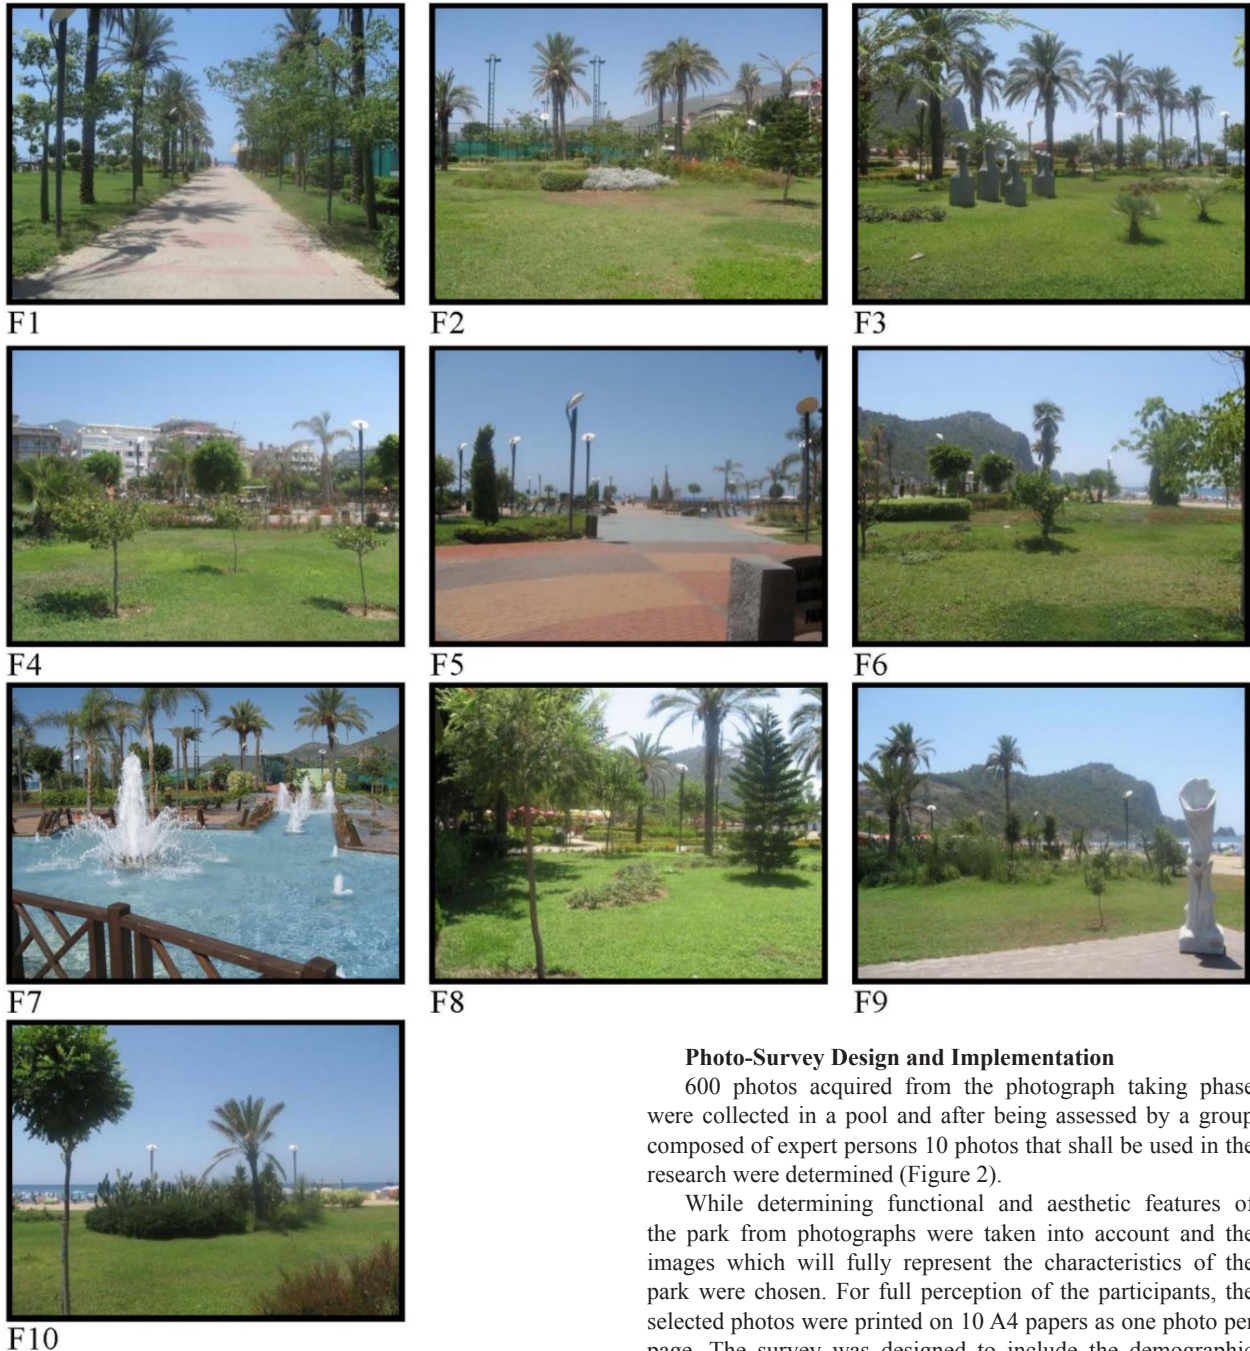 F1
F2
F3
F4
F5
F6
F7
F8
F9
F10
Photo-Survey Design and Implementation
600 photos acquired from the photograph taking phase
were collected in a pool and after being assessed by a group
composed of expert persons 10 photos that shall be used in the
research were determined (Figure 2).
While determining functional and aesthetic features of
the park from photographs were taken into account and the
images which will fully represent the characteristics of the
park were chosen. For full perception of the participants, the
selected photos were printed on 10 A4 papers as one photo per
page. The survey was designed to include the demographic